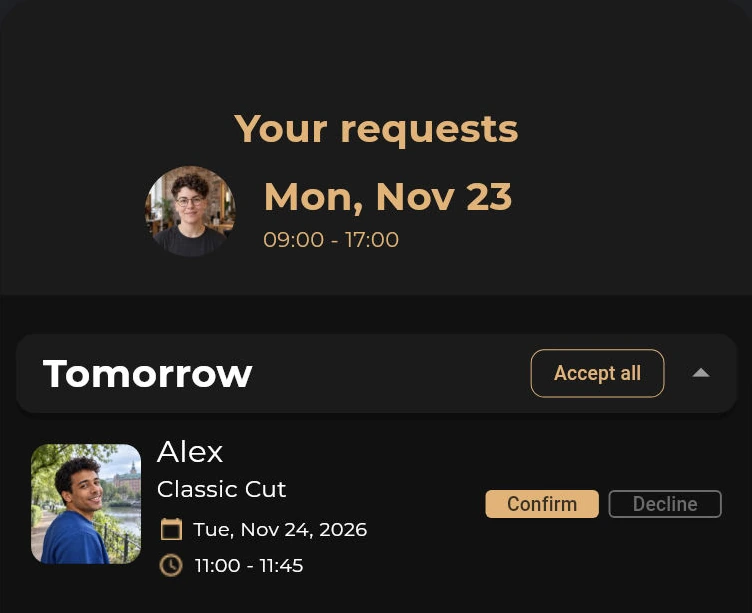 Your requests
Mon, Nov 23
09:00 - 17:00
Tomorrow
Accept all
Alex
Classic Cut
Confirm
Decline
Tue, Nov 24, 2026
11:00 - 11:45